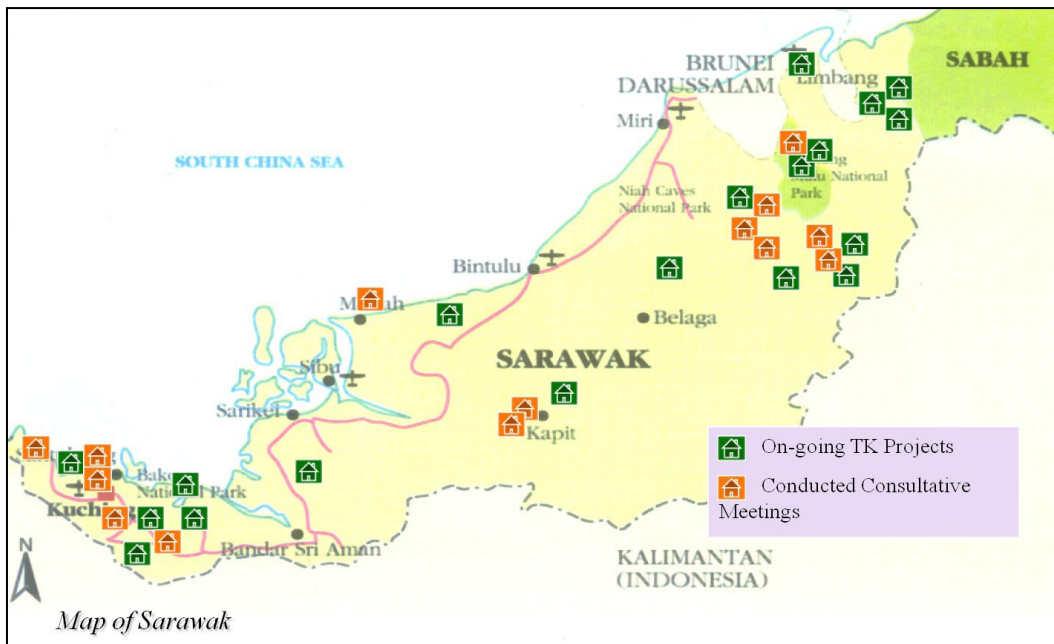 BRUNEI
DARUSSALAM
Limbang
SABAH
Miri
SOUTH CHINA SEA
Niah Caves
National Park
Mulu National
Park
Bintulu
Belaga
SARAWAK
Sibu
Sarikei
Kapit
National Park
Bandar Sri Aman
On-going TK Projects
Conducted Consultative
Meetings
KALIMANTAN
(INDONESIA)
N
Map of Sarawak